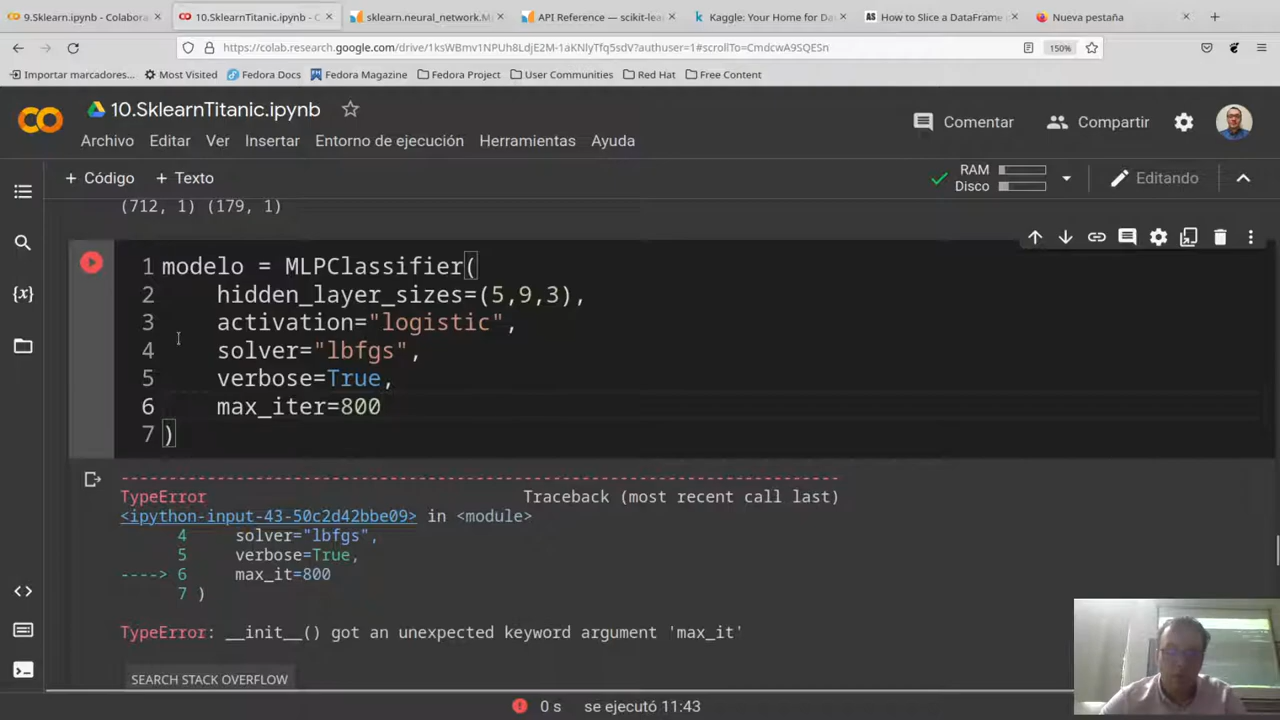 9.Sklearn.ipynb - Colabora
10.SklearnTitanic.ipynb - C
sklearn.neural_network.M
API Reference — scikit-lea
Kaggle: Your Home for Da
How to Slice a DataFrame
Nueva pestaña
https://colab.research.google.com/drive/1ksWBmv1NPUh8LdjE2M-1aKNlyTfq5sdV?authuser=1#scrollTo=CmdcwA9SQESn
150%
Importar marcadores...
Most Visited
Fedora Docs
Fedora Magazine
Fedora Project
User Communities
Red Hat
Free Content
10.SklearnTitanic.ipynb
Comentar
Compartir
Archivo Editar Ver Insertar Entorno de ejecución Herramientas Ayuda
+ Código + Texto
RAM
Disco
Editando
(712, 1) (179, 1)
1 modelo = MLPClassifier(
2 hidden_layer_sizes=(5,9,3),
3 activation="logistic",
4 solver="lbfgs",
5 verbose=True,
6 max_iter=800
7 )
---------------------------------------------------------------------------
TypeError Traceback (most recent call last)
<ipython-input-43-50c2d42bbe09> in <module>
4 solver="lbfgs",
5 verbose=True,
----> 6 max_it=800
7 )
TypeError: __init__() got an unexpected keyword argument 'max_it'
SEARCH STACK OVERFLOW
0 s se ejecutó 11:43